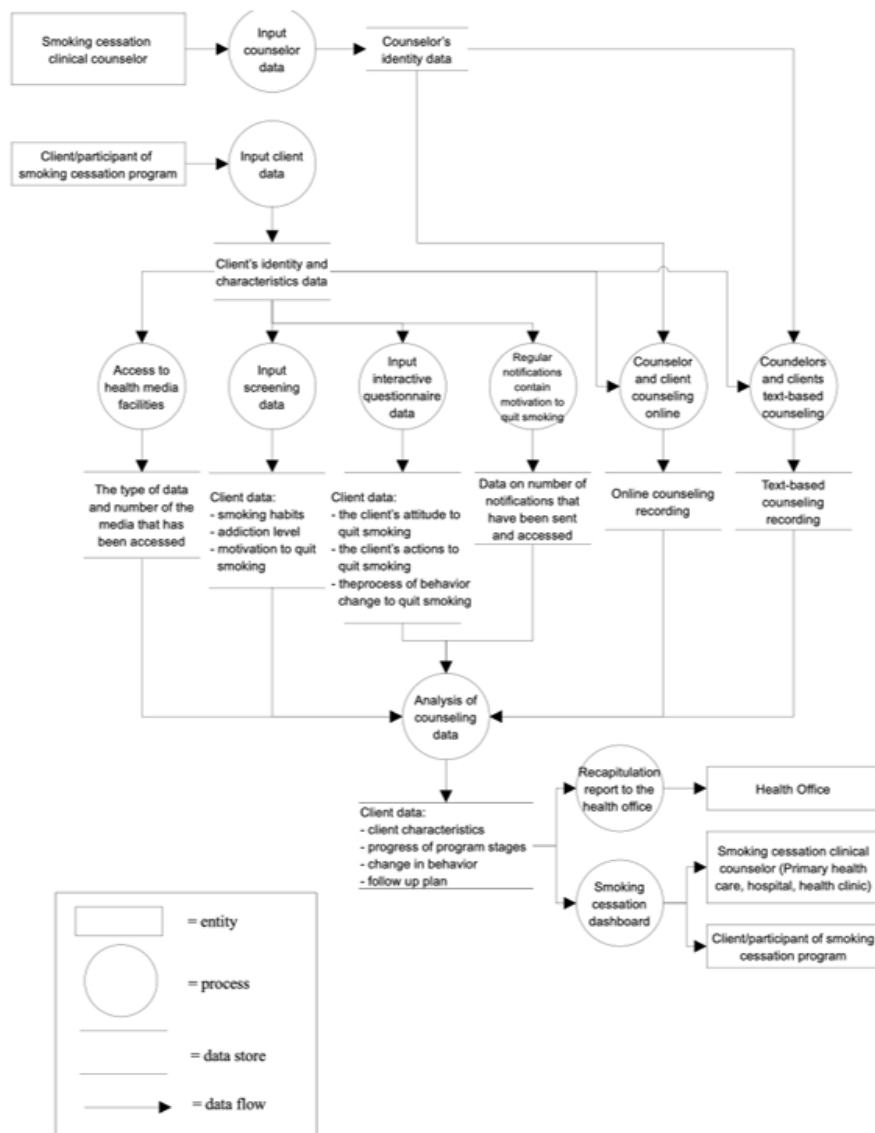 Smoking cessation
clinical counselor
Input
counselor
data
Counselor's
identity data
Client/participant of
smoking cessation program
Input client
data
Client's identity and
characteristics data
Access to
health media
facilities
Input
screening
data
Input
interactive
questionnaire
data
Regular
notifications
contain
motivation to
quit smoking
Counselor
and client
counseling
online
Coundelors
and clients
text-based
counseling
The type of data
and number of the
media that has
been accessed
Client data:
- smoking habits
- addiction level
- motivation to quit
smoking
Client data:
- the client's attitude to
quit smoking
- the client's actions to
quit smoking
- theprocess of behavior
change to quit smoking
Data on number of
notifications that
have been sent
and accessed
Online counseling
recording
Text-based
counseling
recording
Analysis of
counseling
data
Client data:
- client characteristics
- progress of program stages
- change in behavior
- follow up plan
Recapitulation
report to the
health office
Health Office
Smoking
cessation
dashboard
Smoking cessation clinical
counselor (Primary health
care, hospital, health clinic)
Client/participant of smoking
cessation program
= entity
= process
= data store
= data flow